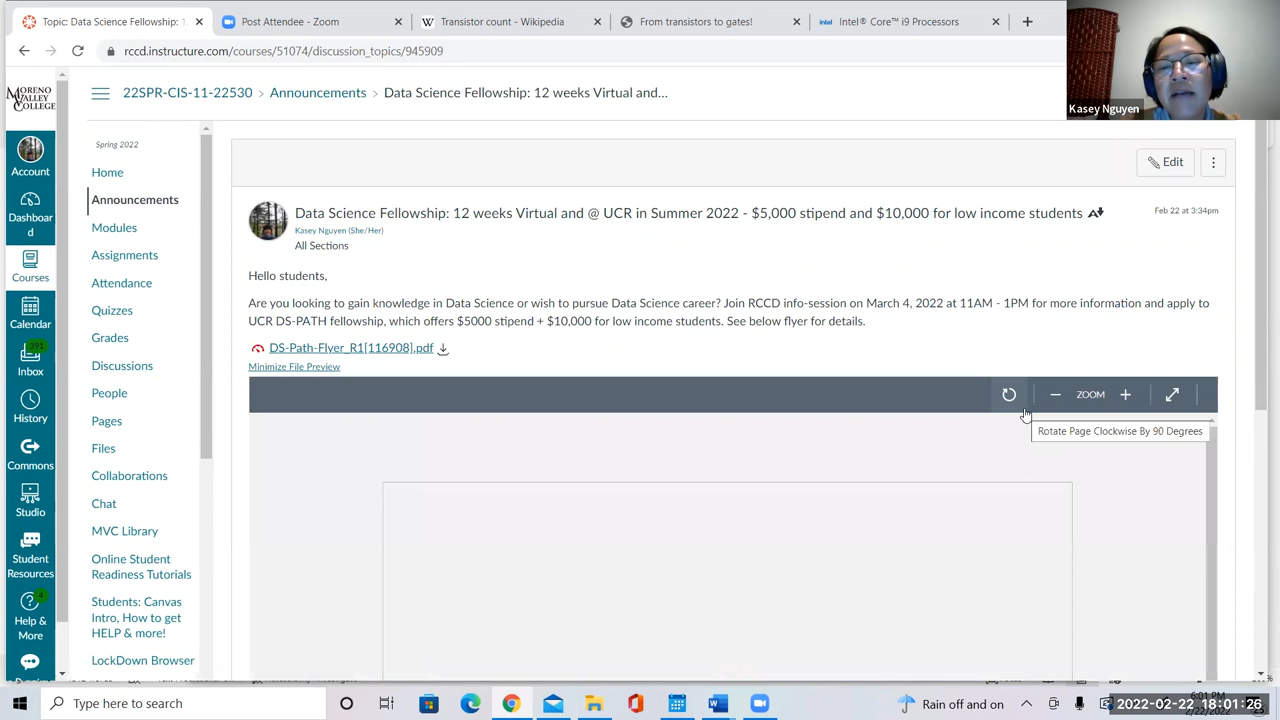 Topic: Data Science Fellowship: 1
Post Attendee - Zoom
Transistor count - Wikipedia
From transistors to gates!
intel
Intel® Core™ i9 Processors
rccd.instructure.com/courses/51074/discussion_topics/945909
Kasey Nguyen
MORENO
VALLEY
COLLEGE
22SPR-CIS-11-22530 > Announcements > Data Science Fellowship: 12 weeks Virtual and...
Account
Dashboar
d
Courses
Calendar
391
Inbox
History
Commons
Studio
Student
Resources
4
Help &
More
Spring 2022
Home
Announcements
Modules
Assignments
Attendance
Quizzes
Grades
Discussions
People
Pages
Files
Collaborations
Chat
MVC Library
Online Student
Readiness Tutorials
Students: Canvas
Intro, How to get
HELP & more!
LockDown Browser
Edit
Data Science Fellowship: 12 weeks Virtual and @ UCR in Summer 2022 - $5,000 stipend and $10,000 for low income students
Feb 22 at 3:34pm
Kasey Nguyen (She/Her)
All Sections
Hello students,
Are you looking to gain knowledge in Data Science or wish to pursue Data Science career? Join RCCD info-session on March 4, 2022 at 11AM - 1PM for more information and apply to
UCR DS-PATH fellowship, which offers $5000 stipend + $10,000 for low income students. See below flyer for details.
DS-Path-Flyer_R1[116908].pdf
Minimize File Preview
ZOOM
Rotate Page Clockwise By 90 Degrees
Type here to search
Rain off and on
6:01 PM
2022-02-22 18:01:26